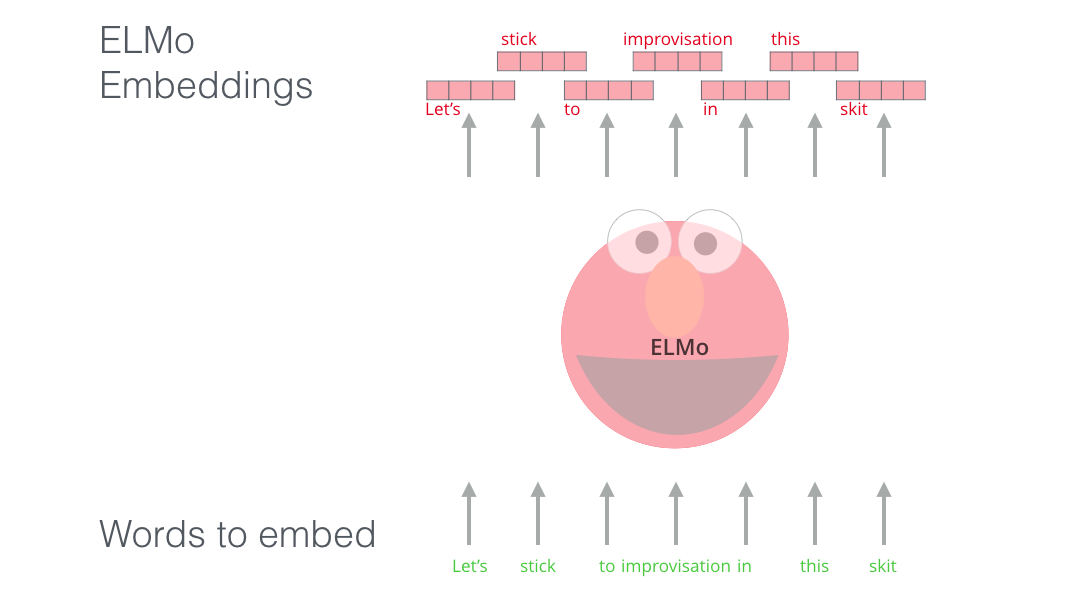 ELMo
Embeddings
stick improvisation this
Let’s to in skit
ELMo
Words to embed
Let’s stick to improvisation in this skit